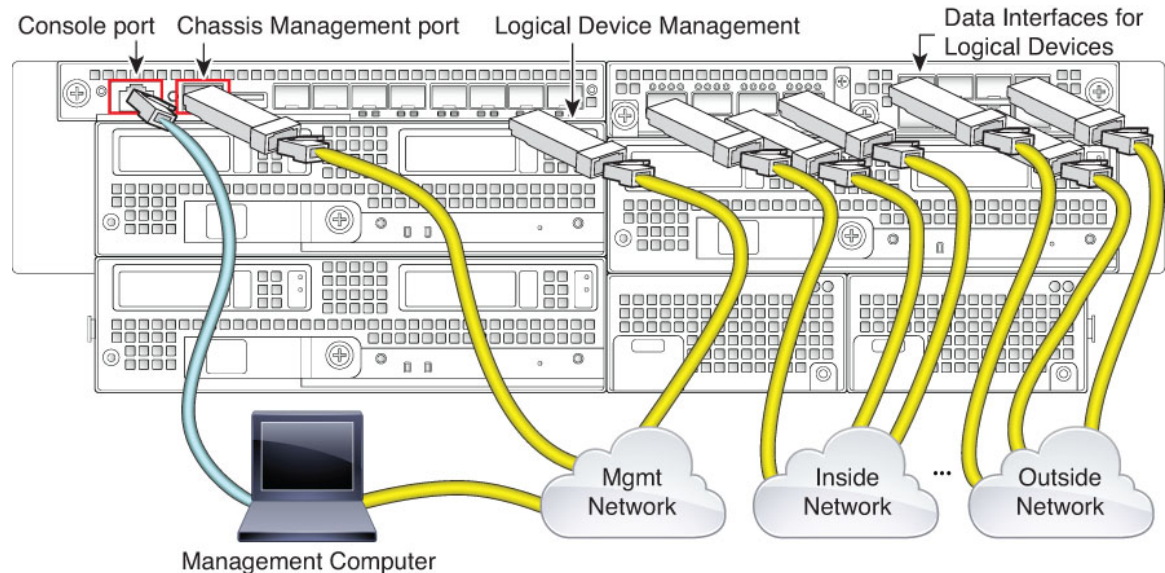 Console port
Chassis Management port
Logical Device Management
Data Interfaces for
Logical Devices
Mgmt
Network
Inside
Network
...
Outside
Network
Management Computer